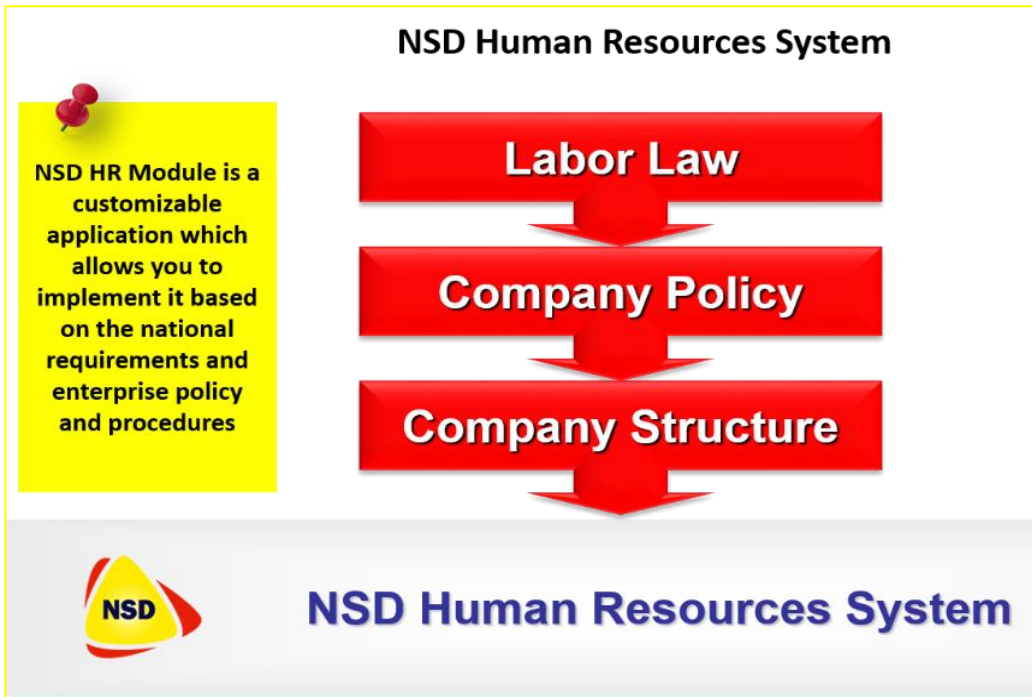 NSD Human Resources System
NSD HR Module is a
customizable
application which
allows you to
implement it based
on the national
requirements and
enterprise policy
and procedures
Labor Law
Company Policy
Company Structure
NSD
NSD Human Resources System